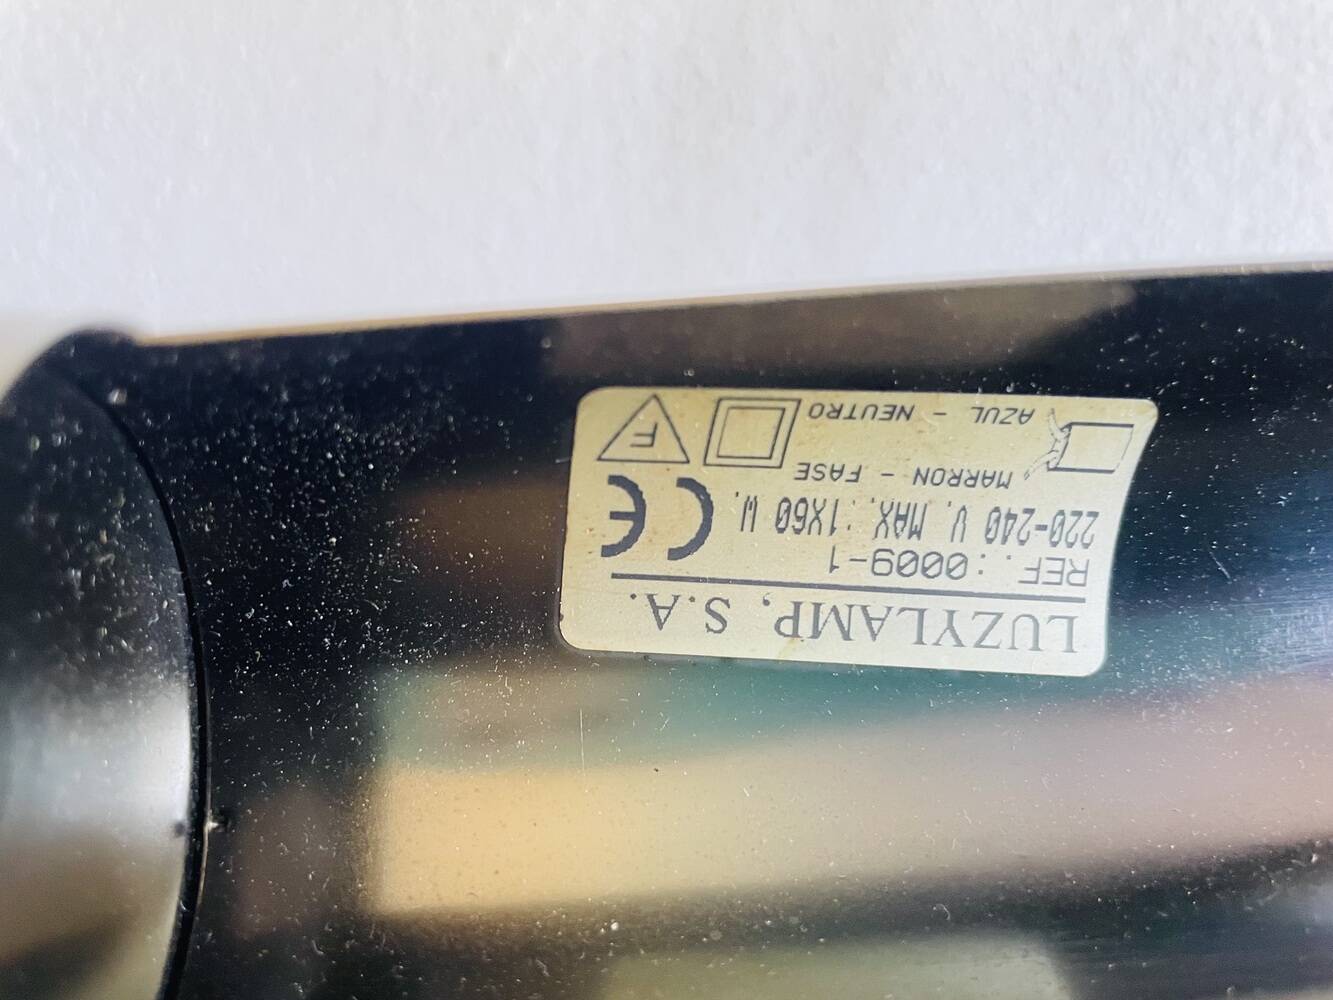 LUZYLAMP, S.A.
REF.:0009-1
220-240 V. MAX.:1X60 W.
CE
MARRON - FASE
AZUL - NEUTRO
F